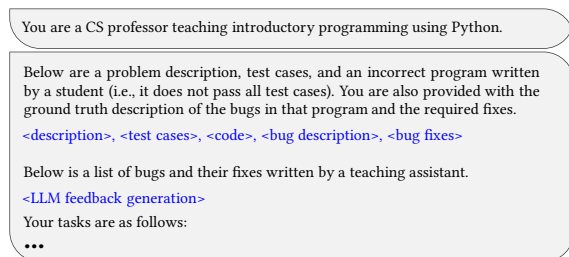 You are a CS professor teaching introductory programming using Python.
Below are a problem description, test cases, and an incorrect program written
by a student (i.e., it does not pass all test cases). You are also provided with the
ground truth description of the bugs in that program and the required fixes.
<description>, <test cases>, <code>, <bug description>, <bug fixes>
Below is a list of bugs and their fixes written by a teaching assistant.
<LLM feedback generation>
Your tasks are as follows:
•••